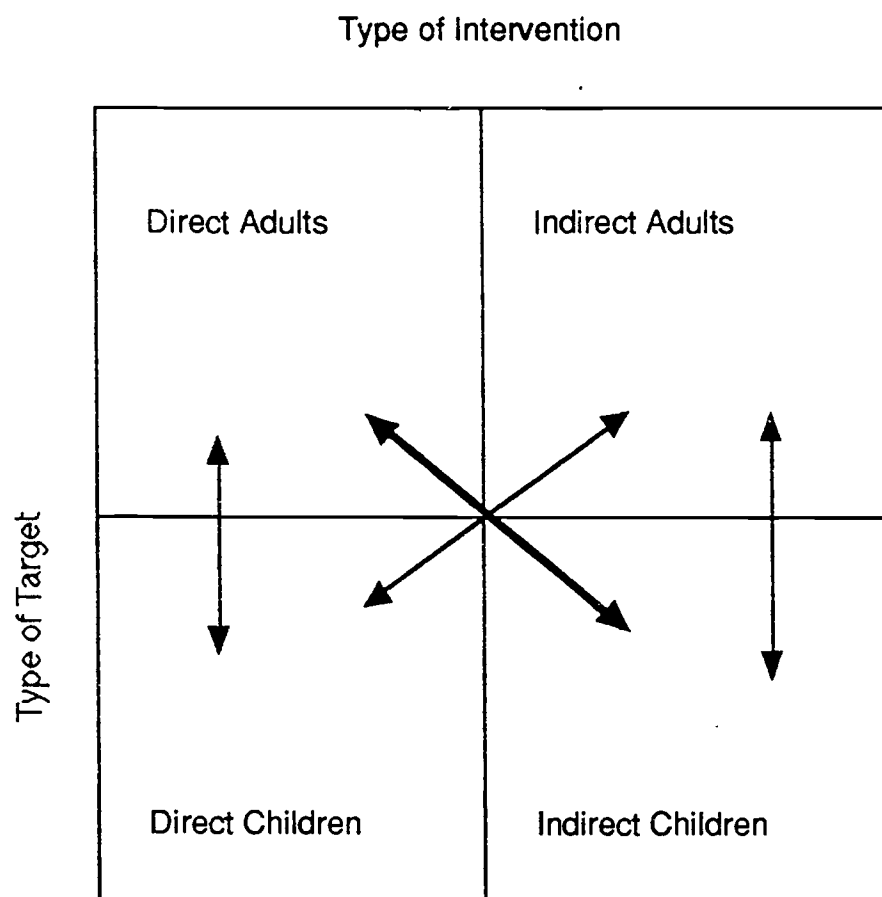 Type of Intervention
Direct Adults
Indirect Adults
Type of Target
Direct Children
Indirect Children